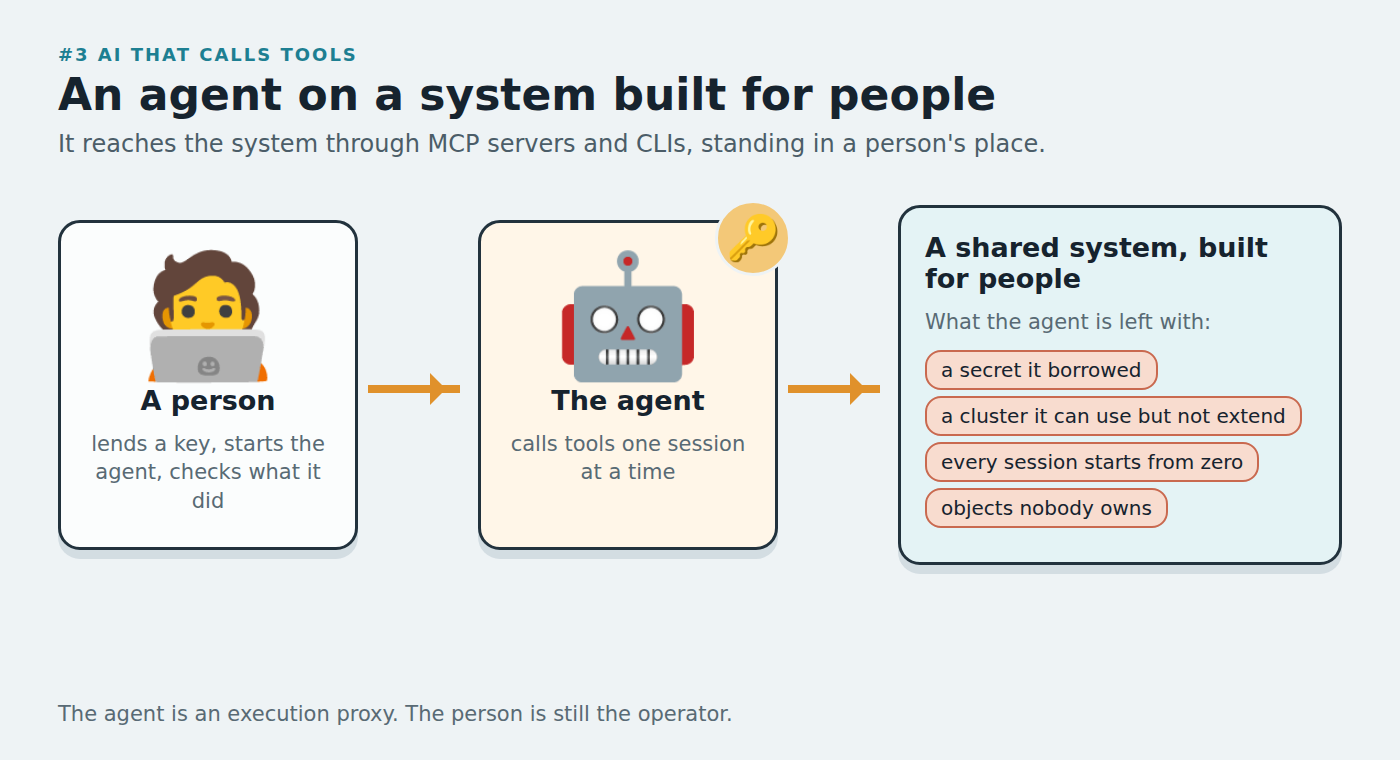 #3 AI THAT CALLS TOOLS
An agent on a system built for people
It reaches the system through MCP servers and CLIs, standing in a person's place.
A person
lends a key, starts the
agent, checks what it
did
The agent
calls tools one session
at a time
A shared system, built
for people
What the agent is left with:
a secret it borrowed
a cluster it can use but not extend
every session starts from zero
objects nobody owns
The agent is an execution proxy. The person is still the operator.